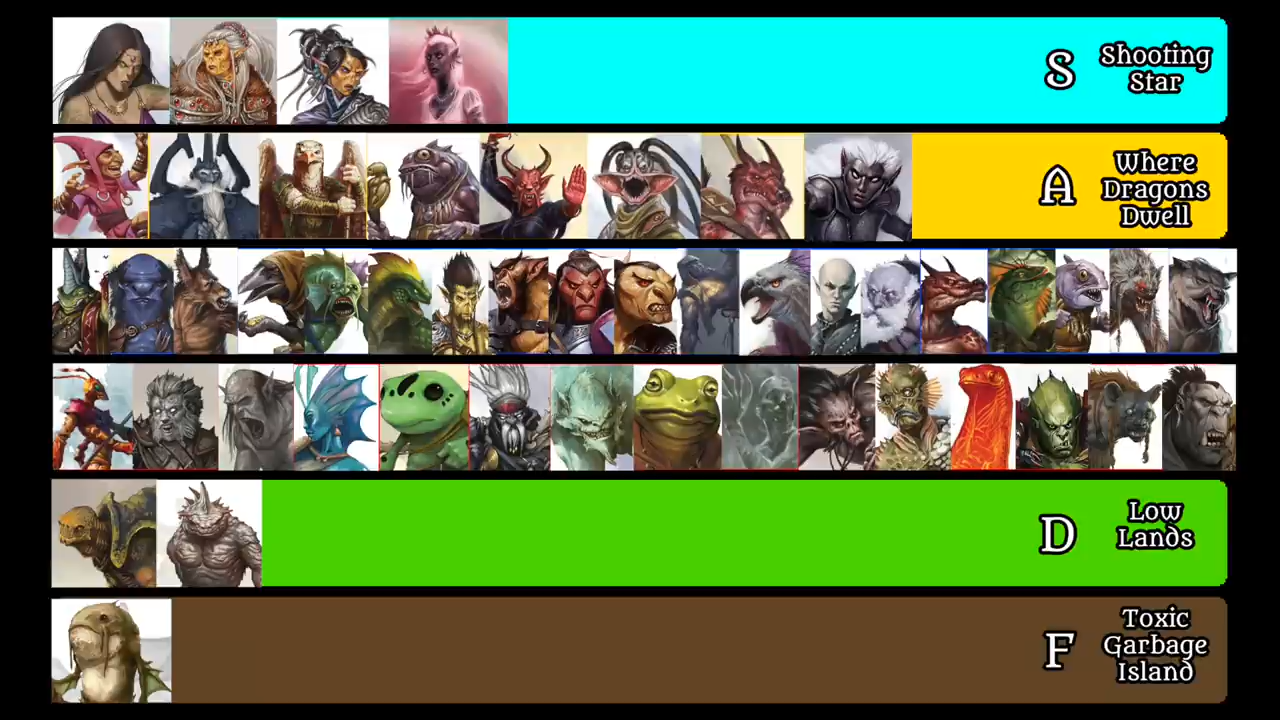 S
Shooting
Star
A
Where
Dragons
Dwell
D
Low
Lands
F
Toxic
Garbage
Island